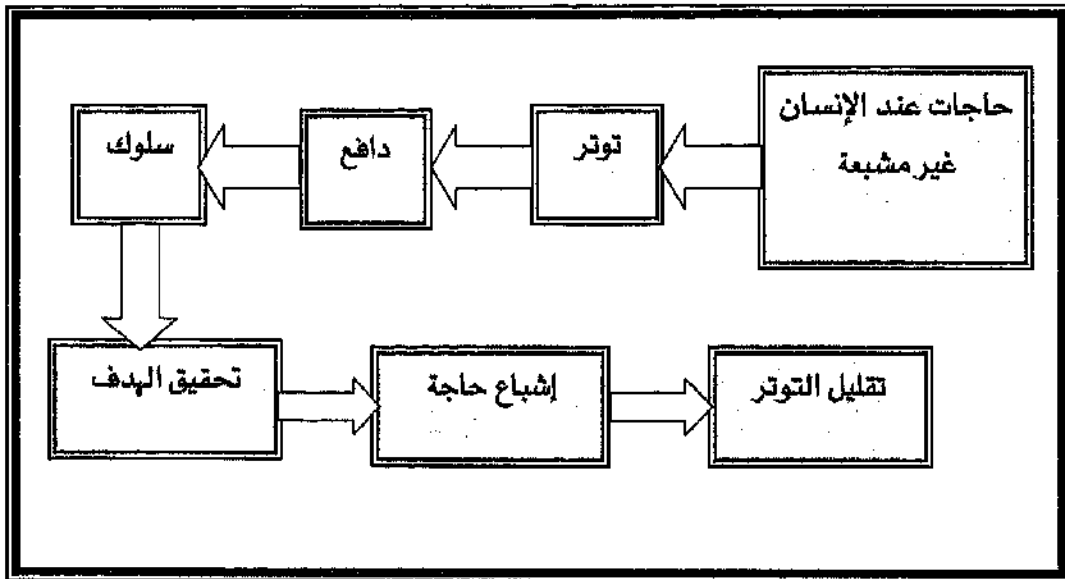 حاجات عند الإنسان
غير مشبعة
توتر
دافع
سلوك
تحقيق الهدف
إشباع حاجة
تقليل التوتر